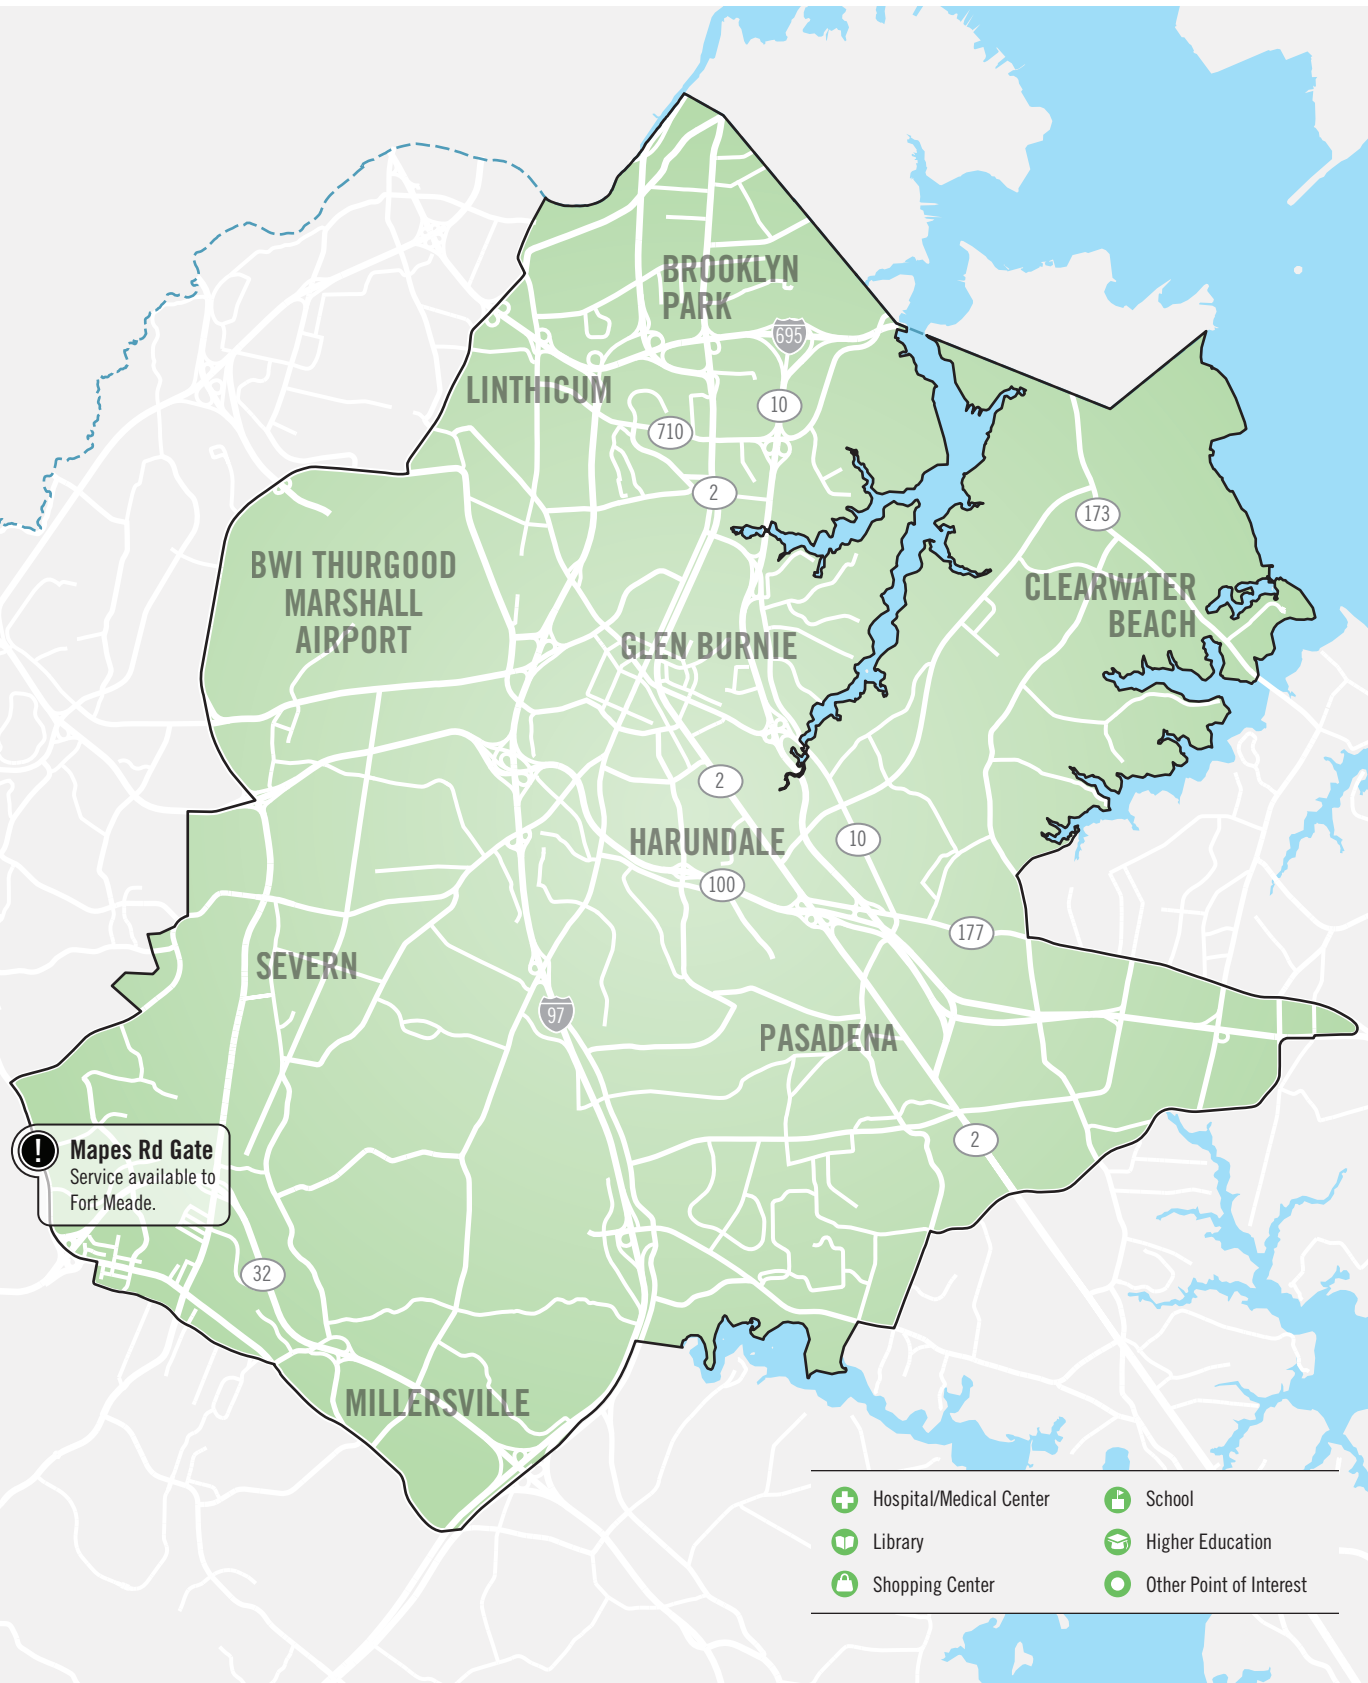 BROOKLYN
PARK
695
LINTHICUM
10
710
2
173
BWI THURGOOD
MARSHALL
AIRPORT
CLEARWATER
BEACH
GLEN BURNIE
2
HARUNDALE
10
100
177
SEVERN
97
PASADENA
2
Mapes Rd Gate
Service available to
Fort Meade.
!
32
MILLERSVILLE
Hospital/Medical Center
Library
Shopping Center
School
Higher Education
Other Point of Interest